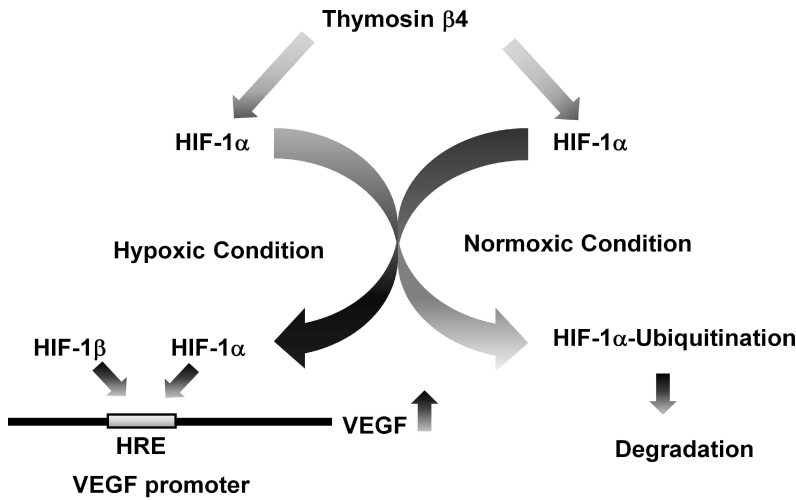 Thymosin β4
HIF-1α
HIF-1α
Hypoxic Condition
Normoxic Condition
HIF-1β
HIF-1α
HIF-1α-Ubiquitination
VEGF
HRE
Degradation
VEGF promoter